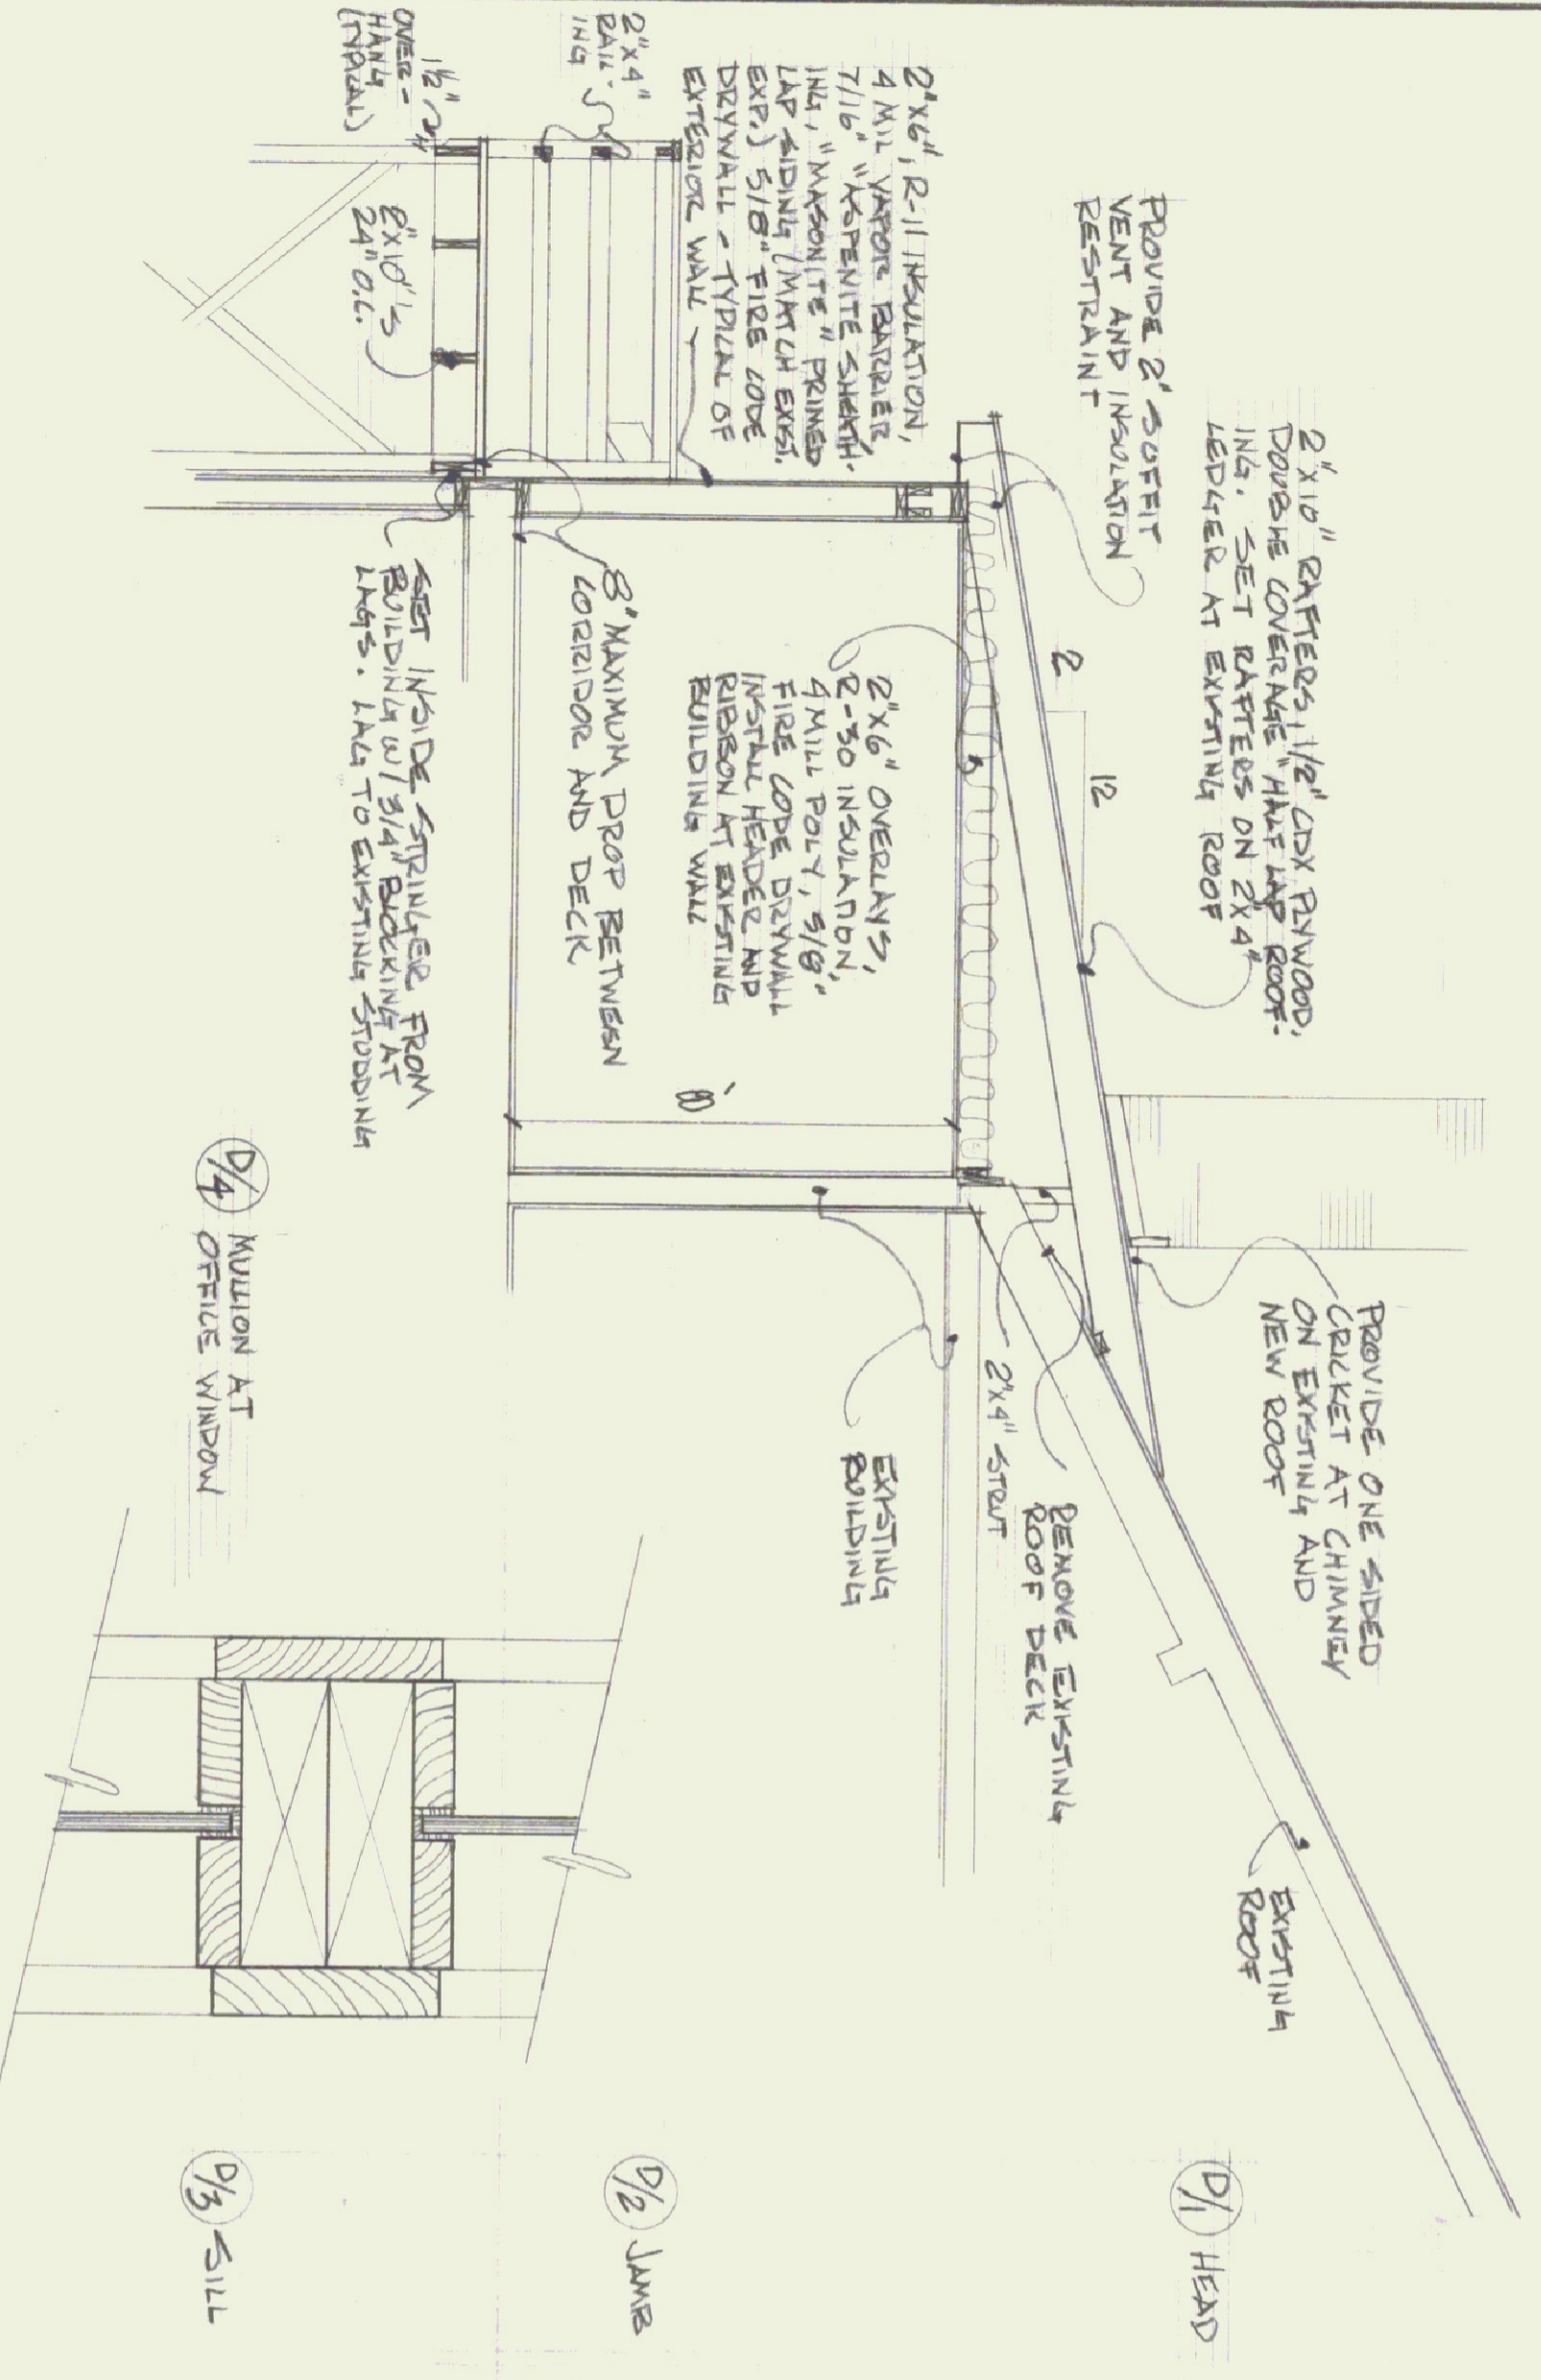 2"X10" RAFTERS, 1/2" CDX PLYWOOD,
DOUBLE COVERAGE "HALF LAP ROOF-
ING. SET RAFTERS ON 2"X4"
LEDGER AT EXISTING ROOF
PROVIDE 2" SOFFIT
VENT AND INSULATION
RESTRAINT
2
12
PROVIDE ONE SIDED
CRICKET AT CHIMNEY
ON EXISTING AND
NEW ROOF
EXISTING
ROOF
2"X6", R-11 INSULATION,
4 MIL VAPOR BARRIER,
7/16" "ASPENITE SHEATH-
ING, "MASONITE" PRIMED
LAP SIDING (MATCH EXIST.
EXP.) 5/8" FIRE CODE
DRYWALL - TYPICAL OF
EXTERIOR WALL
2"X6" OVERLAYS,
R-30 INSULATION,
4 MILL POLY, 5/8"
FIRE CODE DRYWALL
INSTALL HEADER AND
RIBBON AT EXISTING
BUILDING WALL
REMOVE EXISTING
ROOF DECK
2"X4" STRUT
EXISTING
BUILDING
8'
2"X4"
RAIL-
ING
8" MAXIMUM DROP BETWEEN
CORRIDOR AND DECK
1½"
OVER-
HANG
(TYPICAL)
2"X10"'S
24" O.C.
SET INSIDE STRINGER FROM
BUILDING W/ 3/4" BLOCKING AT
LAGS. LAG TO EXISTING STUDDING
D/4 MULLION AT
OFFICE WINDOW
D/1 HEAD
D/2 JAMB
D/3 SILL